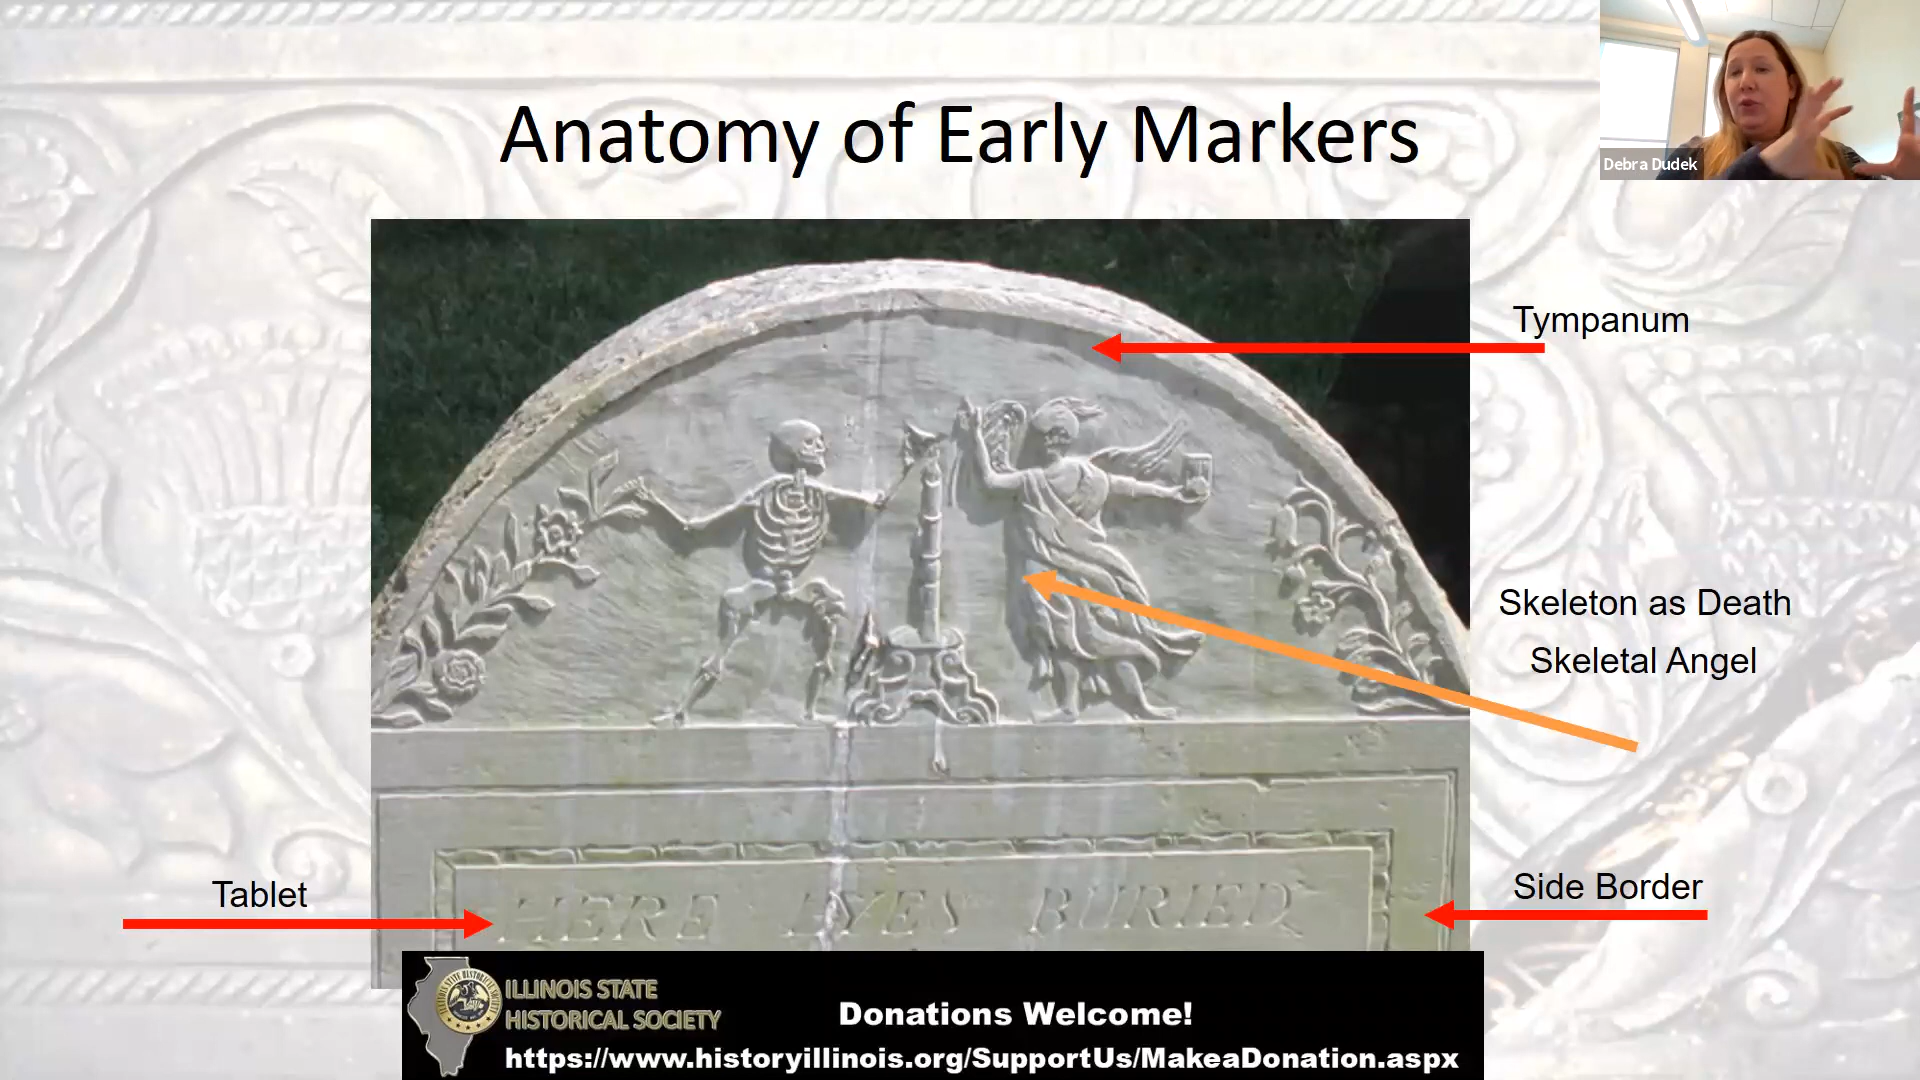 Anatomy of Early Markers
Debra Dudek
Tympanum
Skeleton as Death
Skeletal Angel
Tablet
Side Border
HERE LYES BURIED
ILLINOIS STATE
HISTORICAL SOCIETY
Donations Welcome!
https://www.historyillinois.org/SupportUs/MakeaDonation.aspx